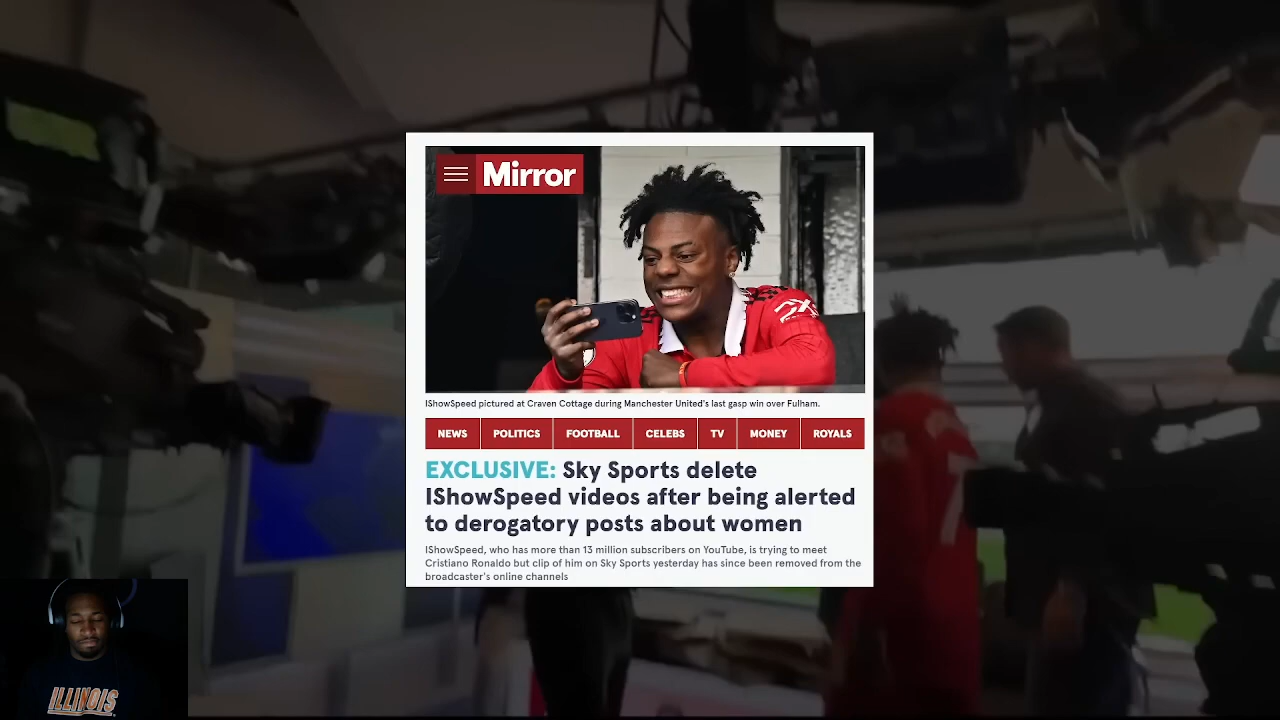 Mirror
IShowSpeed pictured at Craven Cottage during Manchester United's last gasp win over Fulham.
NEWS
POLITICS
FOOTBALL
CELEBS
TV
MONEY
ROYALS
EXCLUSIVE: Sky Sports delete
IShowSpeed videos after being alerted
to derogatory posts about women
IShowSpeed, who has more than 13 million subscribers on YouTube, is trying to meet
Cristiano Ronaldo but clip of him on Sky Sports yesterday has since been removed from the
broadcaster's online channels
ILLINOIS